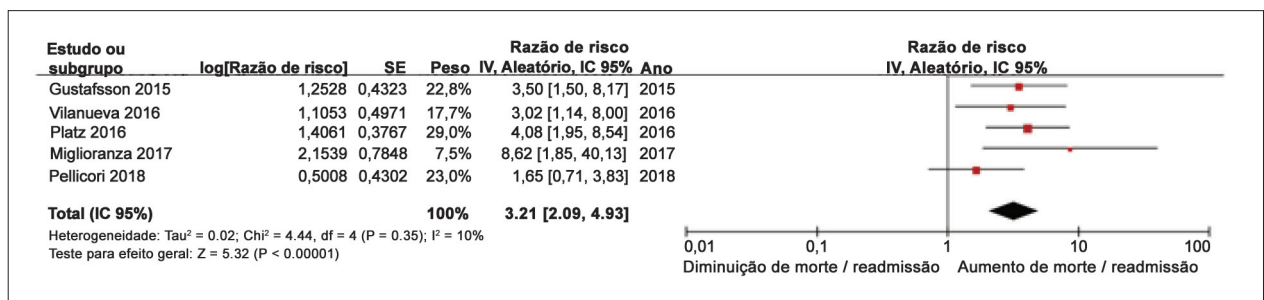 Razão de risco Razão de risco
Estudo ou
subgrupo log[Razão de risco] SE Peso IV, Aleatório, IC 95% Ano IV, Aleatório, IC 95%
Gustafsson 2015 1,2528 0,4323 22,8% 3,50 [1,50, 8,17] 2015
Vilanueva 2016 1,1053 0,4971 17,7% 3,02 [1,14, 8,00] 2016
Platz 2016 1,4061 0,3767 29,0% 4,08 [1,95, 8,54] 2016
Miglioranza 2017 2,1539 0,7848 7,5% 8,62 [1,85, 40,13] 2017
Pellicori 2018 0,5008 0,4302 23,0% 1,65 [0,71, 3,83] 2018
Total (IC 95%) 100% 3.21 [2.09, 4.93]
Heterogeneidade: Tau² = 0.02; Chi² = 4.44, df = 4 (P = 0.35); I² = 10%
Teste para efeito geral: Z = 5.32 (P < 0.00001)
0,01 0,1 1 10 100
Diminuição de morte / readmissão Aumento de morte / readmissão